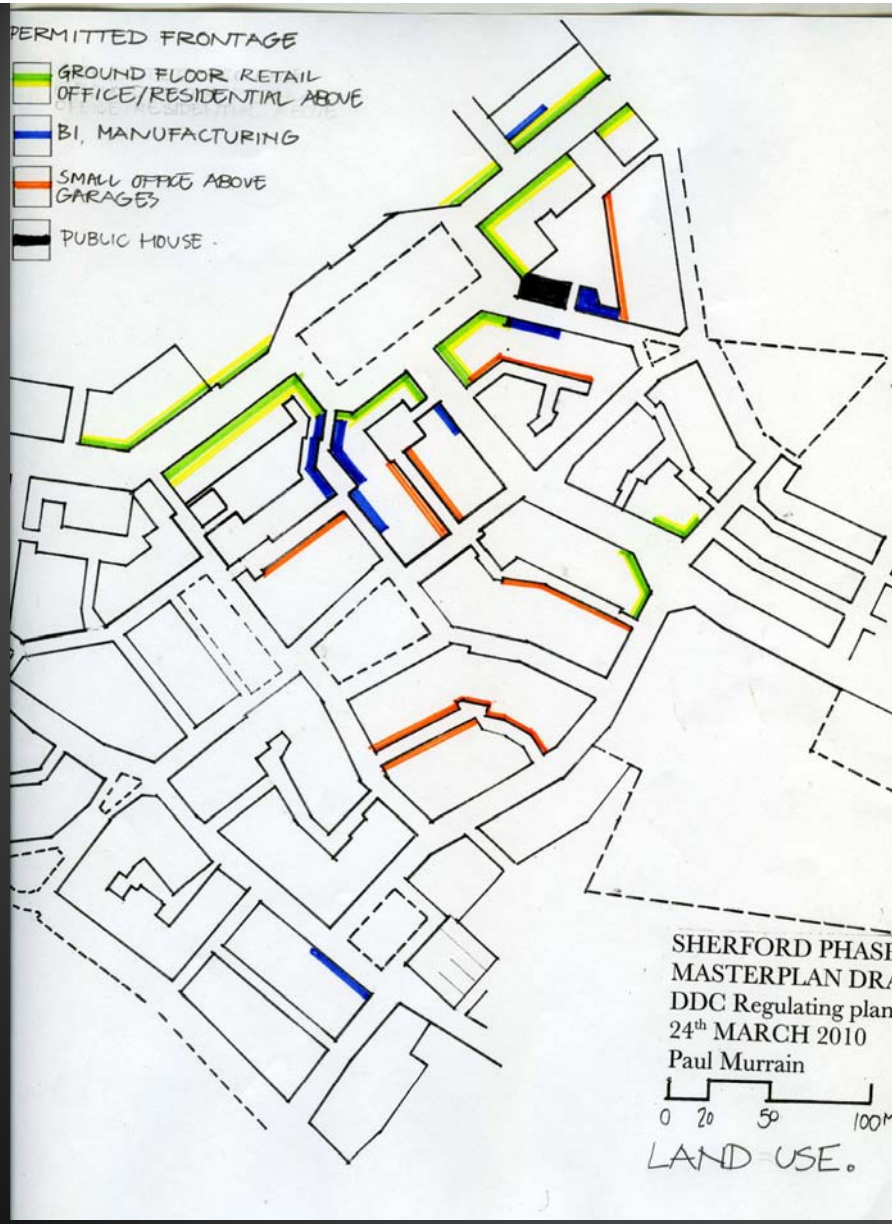 PERMITTED FRONTAGE
GROUND FLOOR RETAIL
OFFICE/RESIDENTIAL ABOVE
B1, MANUFACTURING
SMALL OFFICE ABOVE
GARAGES
PUBLIC HOUSE.
SHERFORD PHASE
MASTERPLAN DRA
DDC Regulating plan
24th MARCH 2010
Paul Murrain
0 20 50 100M
LAND USE.